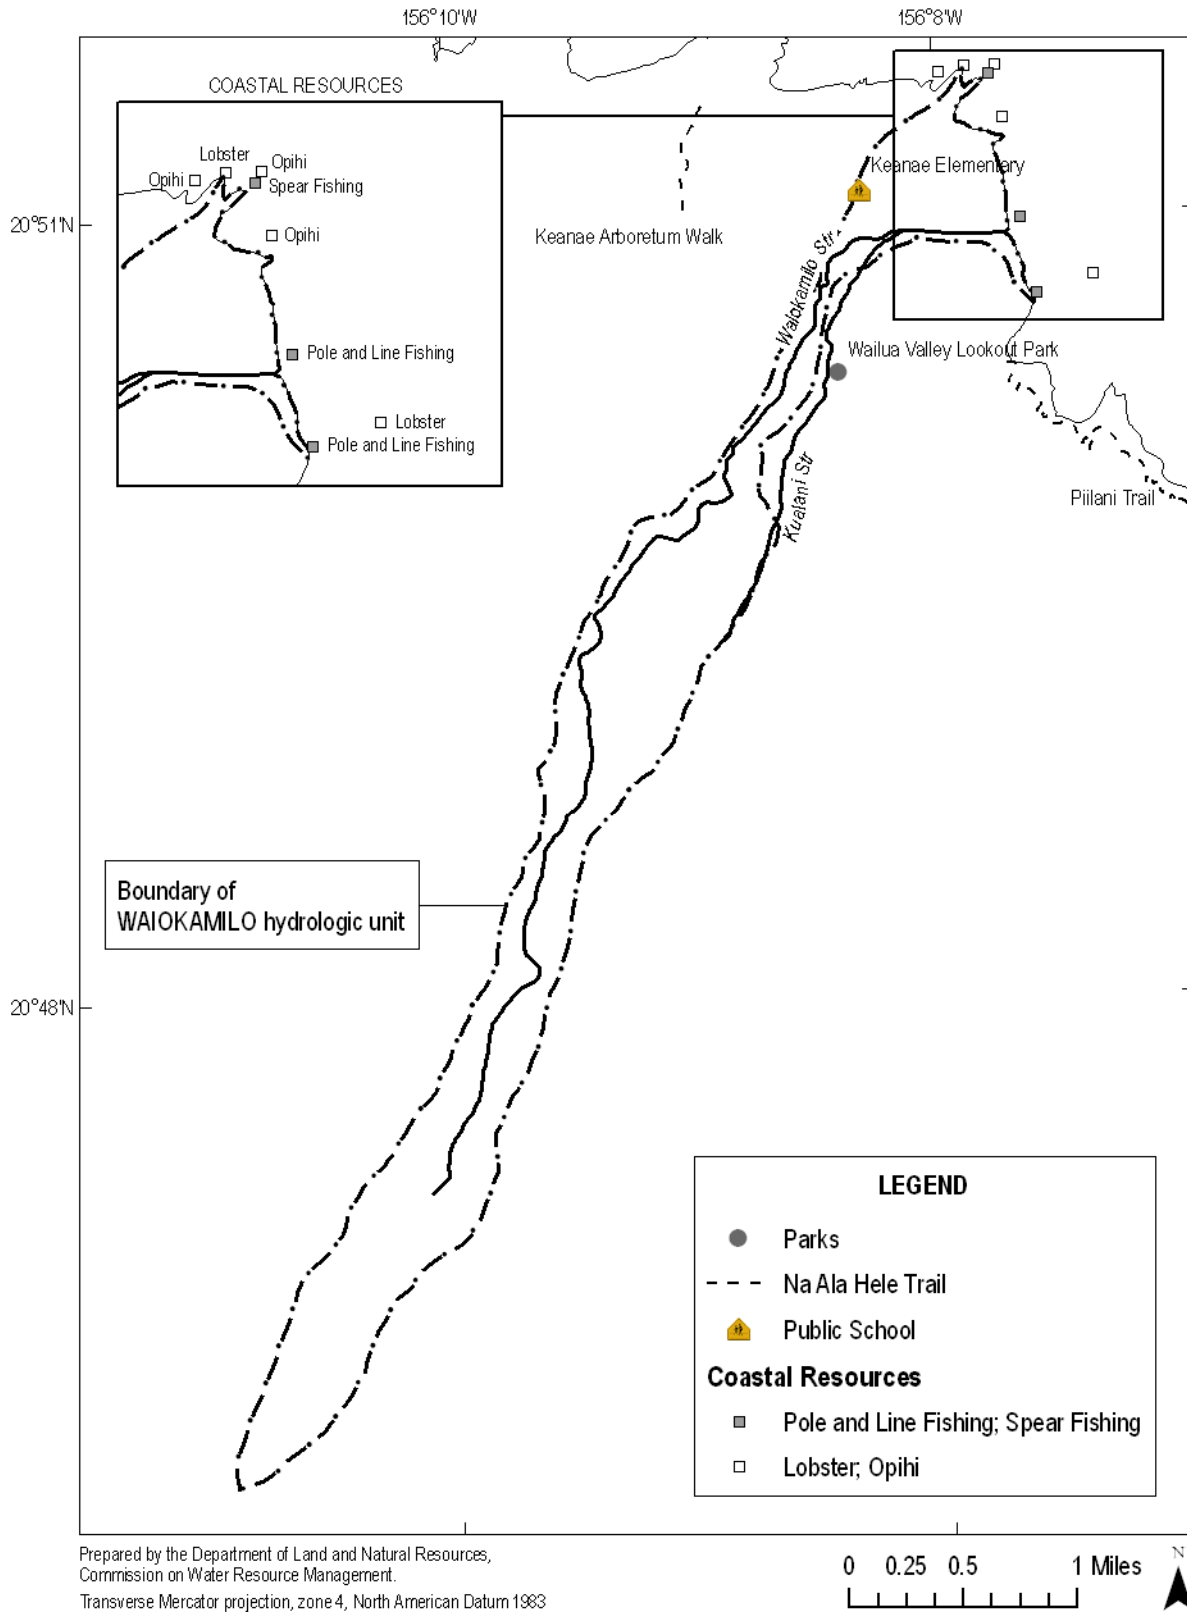 156°10'W
156°8'W
COASTAL RESOURCES
Lobster
Opihi
Opihi
Spear Fishing
Opihi
Pole and Line Fishing
Lobster
Pole and Line Fishing
Keanae Elementary
20°51'N
Keanae Arboretum Walk
Waiokamilo Str.
Wailua Valley Lookout Park
Kualani Str
Piilani Trail
Boundary of
WAIOKAMILO hydrologic unit
20°48'N
LEGEND
Parks
Na Ala Hele Trail
Public School
Coastal Resources
Pole and Line Fishing; Spear Fishing
Lobster; Opihi
Prepared by the Department of Land and Natural Resources,
Commission on Water Resource Management.
Transverse Mercator projection, zone 4, North American Datum 1983
0 0.25 0.5 1 Miles
N